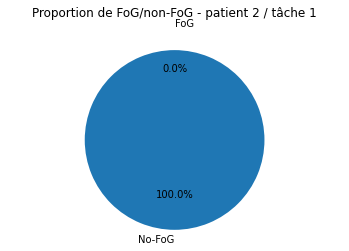 Proportion de FoG/non-FoG - patient 2 / tâche 1
FoG
0.0%
100.0%
No-FoG